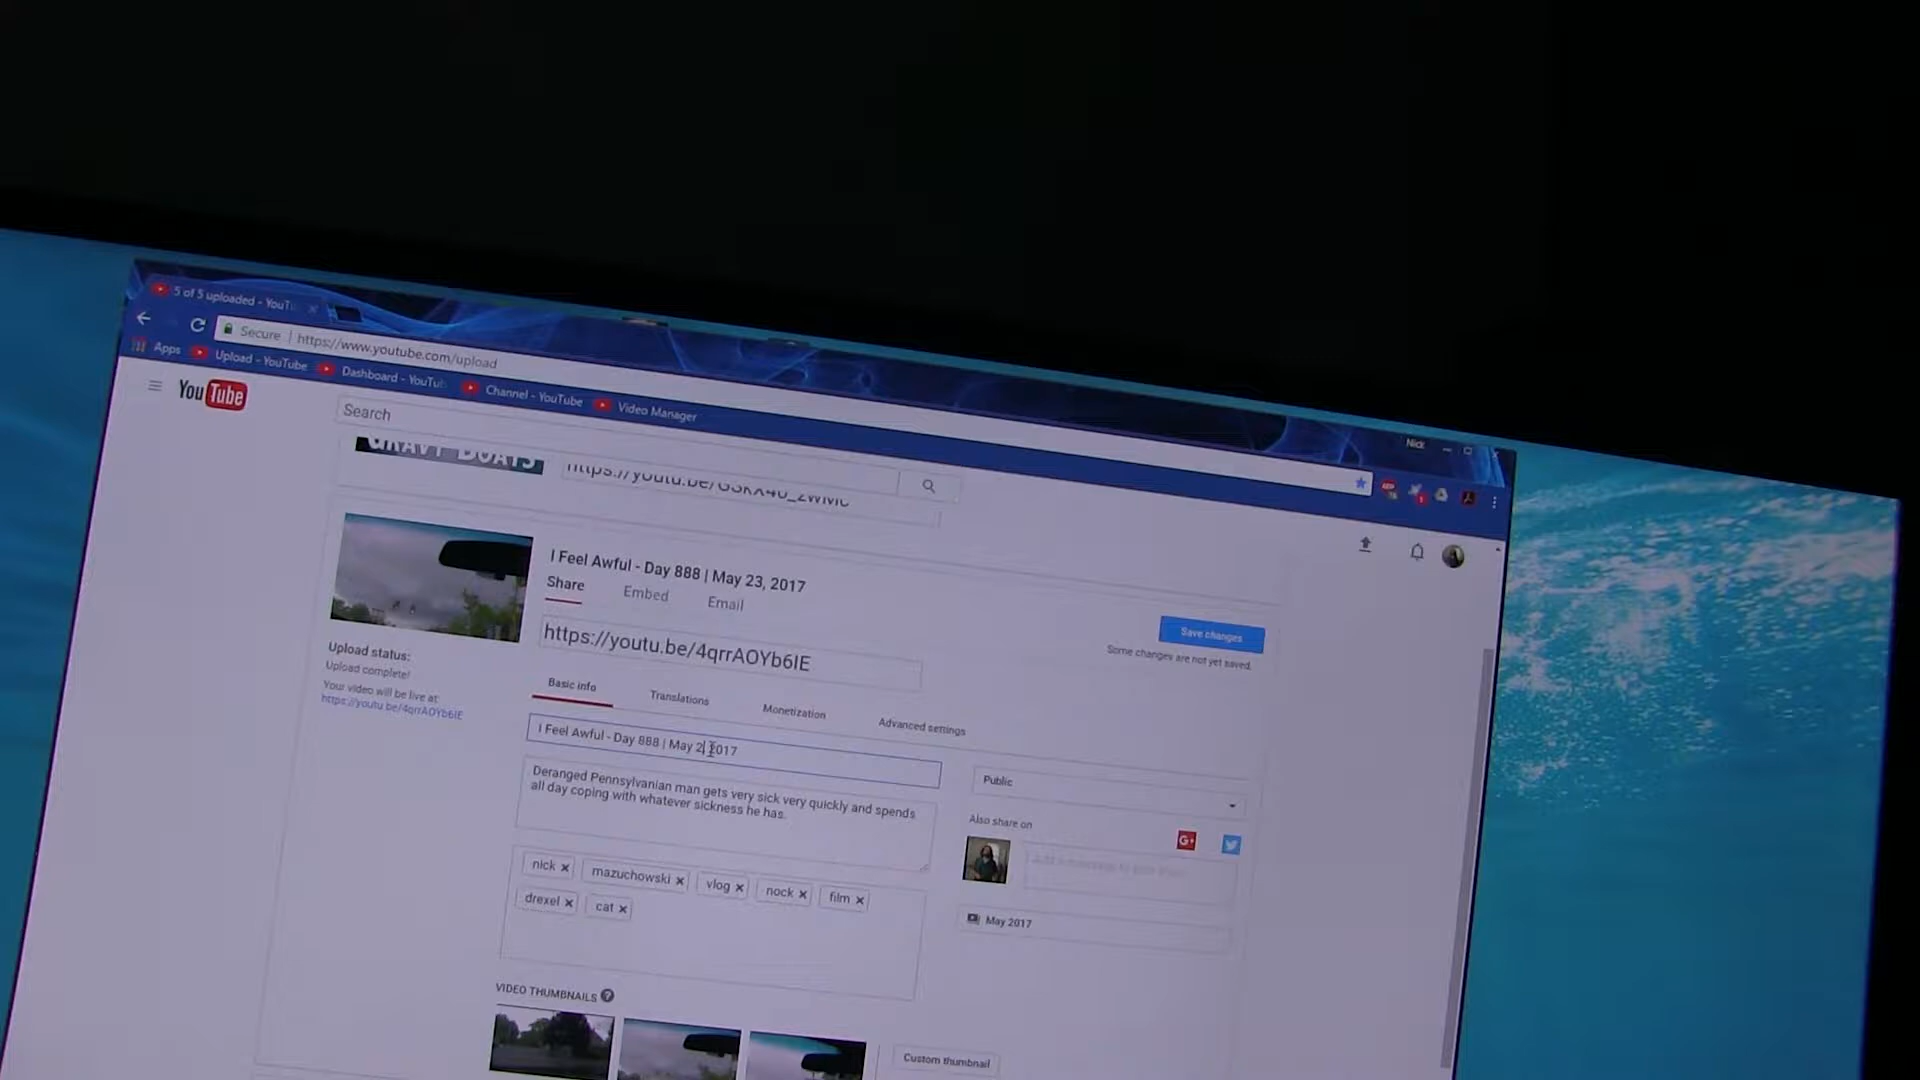 5 of 5 uploaded - YouTu
Nick
Secure | https://www.youtube.com/upload
Apps Upload - YouTube Dashboard - YouTub Channel - YouTube Video Manager
YouTube
Search
GRAVY BOATS
I Feel Awful - Day 888 | May 23, 2017
Share Embed Email
Save changes
Some changes are not yet saved.
https://youtu.be/4qrrAOYb6IE
Upload status:
Upload complete!
Your video will be live at:
https://youtu.be/4qrrAOYb6IE
Basic info Translations Monetization Advanced settings
I Feel Awful - Day 888 | May 2 2017
Public
Deranged Pennsylvanian man gets very sick very quickly and spends
all day coping with whatever sickness he has.
Also share on
G+
nick × mazuchowski × vlog × nock × film ×
drexel × cat ×
May 2017
VIDEO THUMBNAILS ?
Custom thumbnail